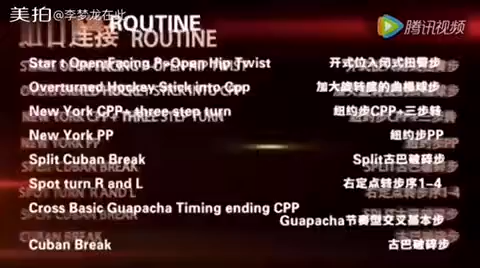 美拍@李梦龙在此
腾讯视频
ROUTINE
连接 ROUTINE
Start Open Facing P-Open Hip Twist 开式位入闭式扭臀步
Overturned Hockey Stick into Cpp 加大旋转度的曲棍球步
New York CPP+ three step turn 纽约步CPP+三步转
New York PP 纽约步PP
Split Cuban Break Split古巴破碎步
Spot turn R and L 右定点转步序1-4
Cross Basic Guapacha Timing ending CPP
Guapacha节奏型交叉基本步
Cuban Break 古巴破碎步